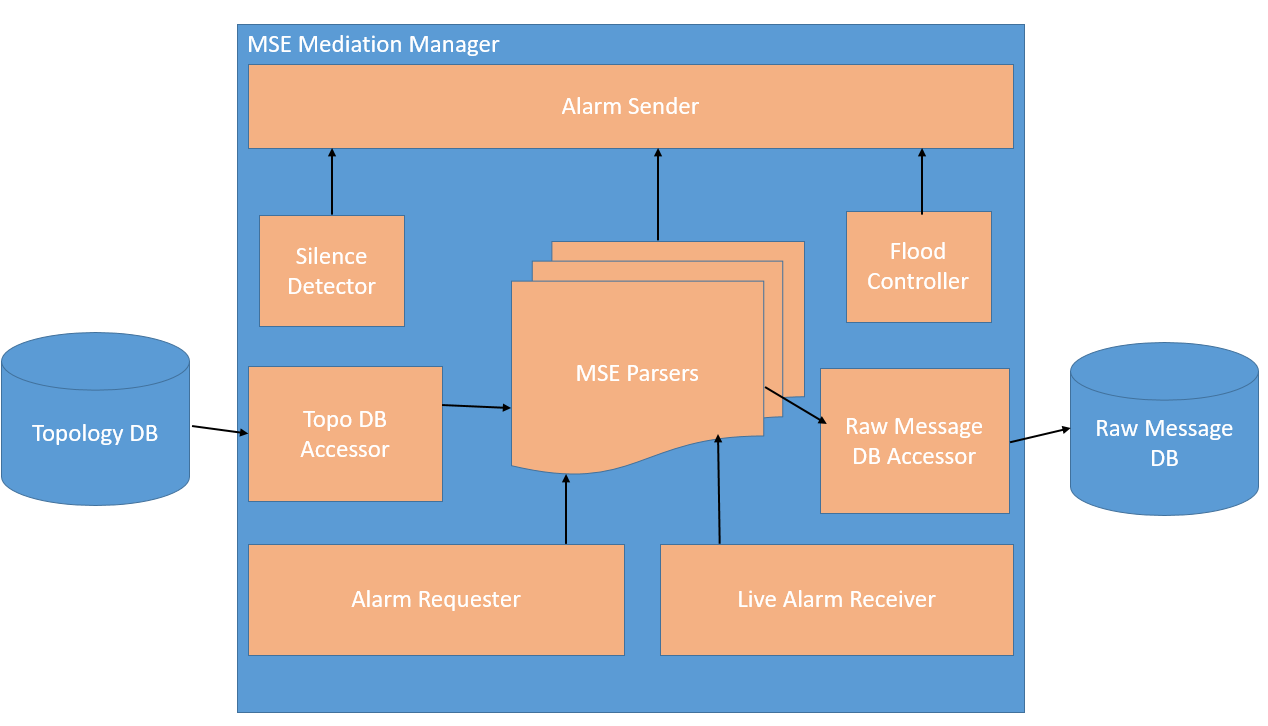 MSE Mediation Manager
Alarm Sender
Silence
Detector
Flood
Controller
MSE Parsers
Topology DB
Topo DB
Accessor
Raw Message
DB Accessor
Raw Message
DB
Alarm Requester
Live Alarm Receiver